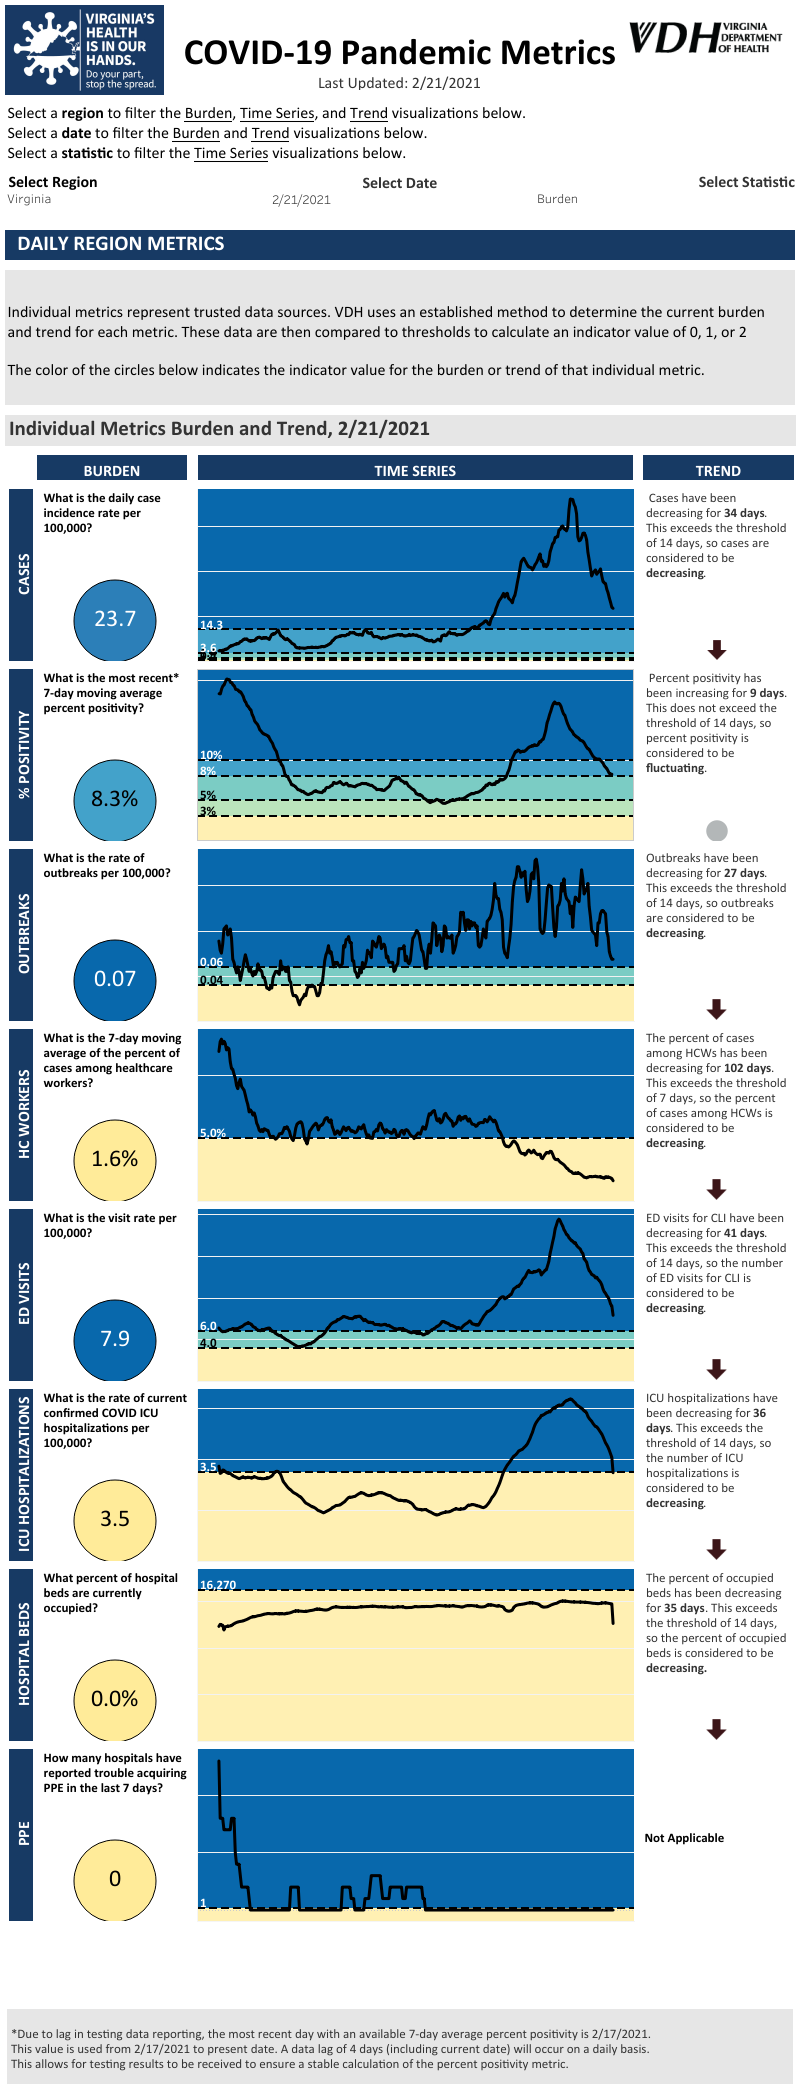 VIRGINIA'S
HEALTH
IS IN OUR
HANDS.
Do your part,
stop the spread.
COVID-19 Pandemic Metrics
Last Updated: 2/21/2021
VDH VIRGINIA
DEPARTMENT
OF HEALTH
Select a region to filter the Burden, Time Series, and Trend visualizations below.
Select a date to filter the Burden and Trend visualizations below.
Select a statistic to filter the Time Series visualizations below.
Select Region
Virginia
Select Date
2/21/2021
Select Statistic
Burden
DAILY REGION METRICS
Individual metrics represent trusted data sources. VDH uses an established method to determine the current burden
and trend for each metric. These data are then compared to thresholds to calculate an indicator value of 0, 1, or 2
The color of the circles below indicates the indicator value for the burden or trend of that individual metric.
Individual Metrics Burden and Trend, 2/21/2021
BURDEN
TIME SERIES
TREND
CASES
What is the daily case
incidence rate per
100,000?
23.7
14.3
3.6
Cases have been
decreasing for 34 days.
This exceeds the threshold
of 14 days, so cases are
considered to be
decreasing.
% POSITIVITY
What is the most recent*
7-day moving average
percent positivity?
8.3%
10%
8%
5%
3%
Percent positivity has
been increasing for 9 days.
This does not exceed the
threshold of 14 days, so
percent positivity is
considered to be
fluctuating.
OUTBREAKS
What is the rate of
outbreaks per 100,000?
0.07
0.06
0.04
Outbreaks have been
decreasing for 27 days.
This exceeds the threshold
of 14 days, so outbreaks
are considered to be
decreasing.
HC WORKERS
What is the 7-day moving
average of the percent of
cases among healthcare
workers?
1.6%
5.0%
The percent of cases
among HCWs has been
decreasing for 102 days.
This exceeds the threshold
of 7 days, so the percent
of cases among HCWs is
considered to be
decreasing.
ED VISITS
What is the visit rate per
100,000?
7.9
6.0
4.0
ED visits for CLI have been
decreasing for 41 days.
This exceeds the threshold
of 14 days, so the number
of ED visits for CLI is
considered to be
decreasing.
ICU HOSPITALIZATIONS
What is the rate of current
confirmed COVID ICU
hospitalizations per
100,000?
3.5
3.5
ICU hospitalizations have
been decreasing for 36
days. This exceeds the
threshold of 14 days, so
the number of ICU
hospitalizations is
considered to be
decreasing.
HOSPITAL BEDS
What percent of hospital
beds are currently
occupied?
0.0%
16,270
The percent of occupied
beds has been decreasing
for 35 days. This exceeds
the threshold of 14 days,
so the percent of occupied
beds is considered to be
decreasing.
PPE
How many hospitals have
reported trouble acquiring
PPE in the last 7 days?
0
1
Not Applicable
*Due to lag in testing data reporting, the most recent day with an available 7-day average percent positivity is 2/17/2021.
This value is used from 2/17/2021 to present date. A data lag of 4 days (including current date) will occur on a daily basis.
This allows for testing results to be received to ensure a stable calculation of the percent positivity metric.